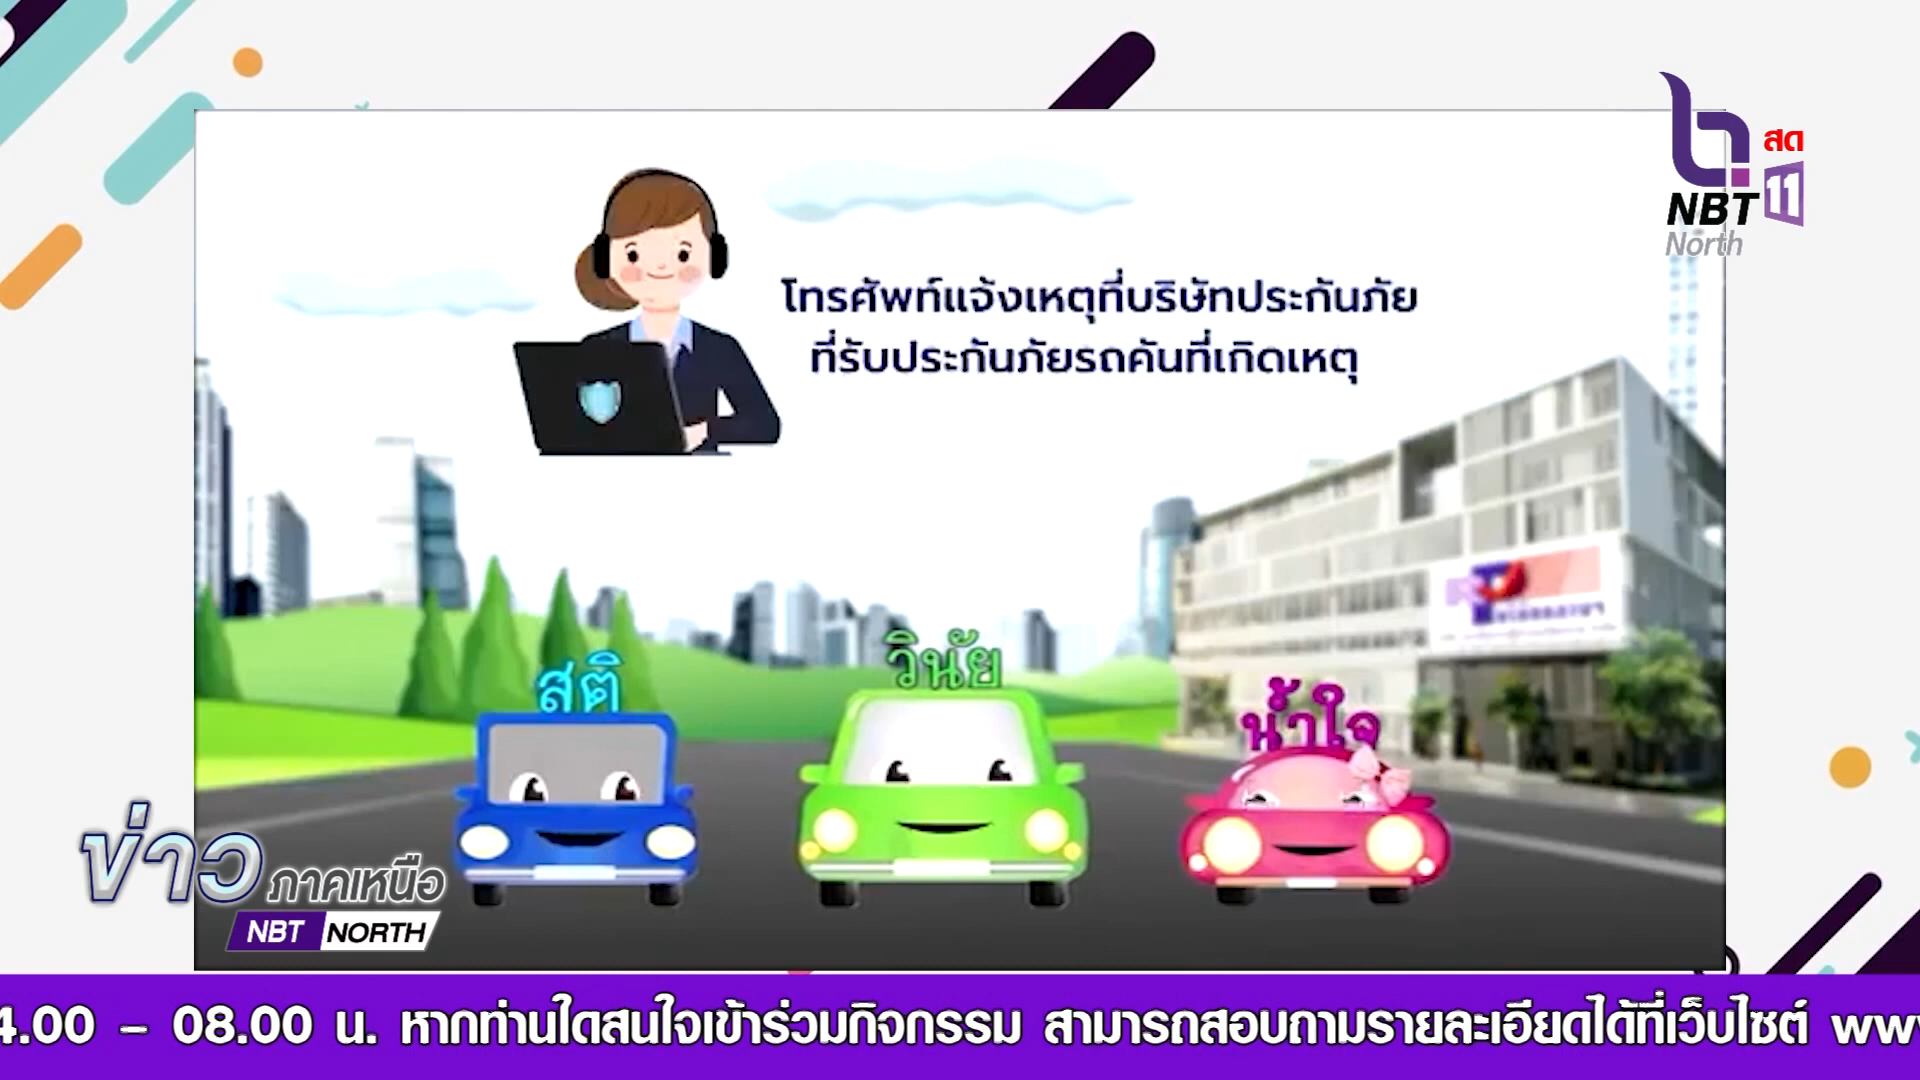 สด
NBT 11
North
โทรศัพท์แจ้งเหตุที่บริษัทประกันภัย
ที่รับประกันภัยรถคันที่เกิดเหตุ
สติ
วินัย
น้ำใจ
ข่าว ภาคเหนือ
NBT NORTH
4.00 – 08.00 น. หากท่านใดสนใจเข้าร่วมกิจกรรม สามารถสอบถามรายละเอียดได้ที่เว็บไซต์ www